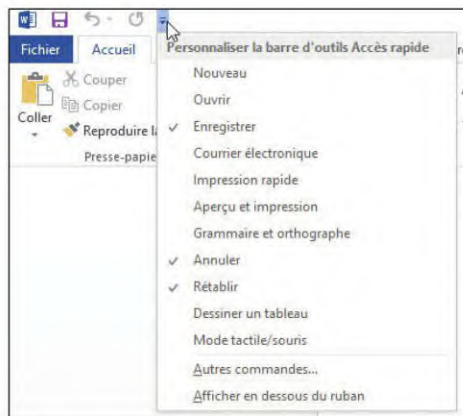 Fichier Accueil
Personnaliser la barre d'outils Accès rapide
Couper
Copier
Coller
Reproduire la
Presse-papie
Nouveau
Ouvrir
Enregistrer
Courrier électronique
Impression rapide
Aperçu et impression
Grammaire et orthographe
Annuler
Rétablir
Dessiner un tableau
Mode tactile/souris
Autres commandes...
Afficher en dessous du ruban